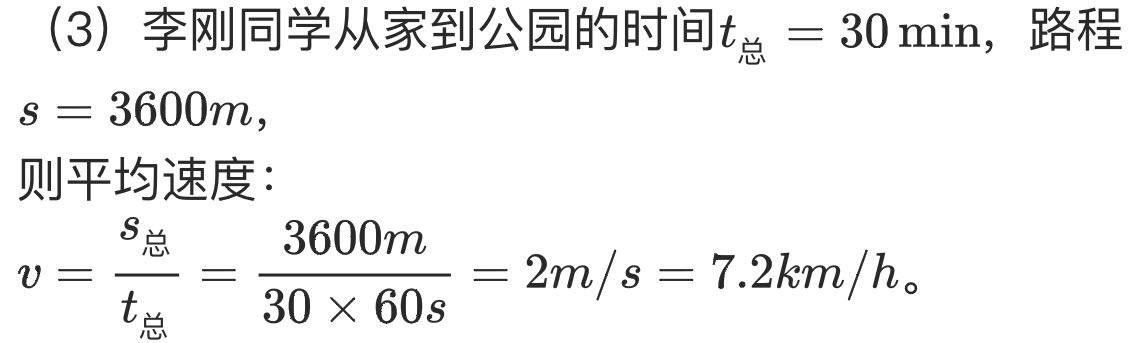 （3）李刚同学从家到公园的时间t总 = 30 min，路程
s = 3600m，
则平均速度：
v = s总/t总 = 3600m/30 × 60s = 2m/s = 7.2km/h。